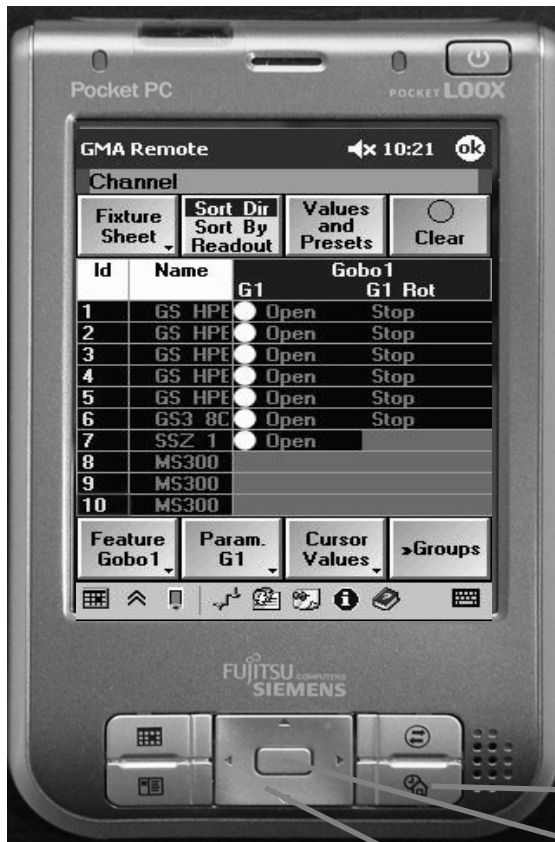 Pocket PC
POCKET LOOX
GMA Remote 10:21 ok
Channel
Fixture Sheet
Sort Dir
Sort By
Readout
Values and Presets
Clear
Id Name Gobo1
G1 G1 Rot
1 GS HPE Open Stop
2 GS HPE Open Stop
3 GS HPE Open Stop
4 GS HPE Open Stop
5 GS HPE Open Stop
6 GS3 8C Open Stop
7 SSZ 1 Open
8 MS300
9 MS300
10 MS300
Feature Gobo1
Param. G1
Cursor Values
»Groups
FUJITSU COMPUTERS
SIEMENS